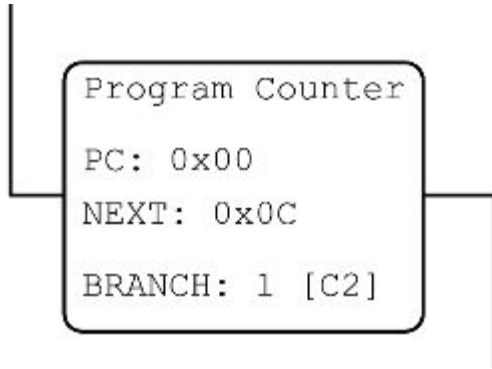 Program Counter
PC: 0x00
NEXT: 0x0C
BRANCH: 1 [C2]